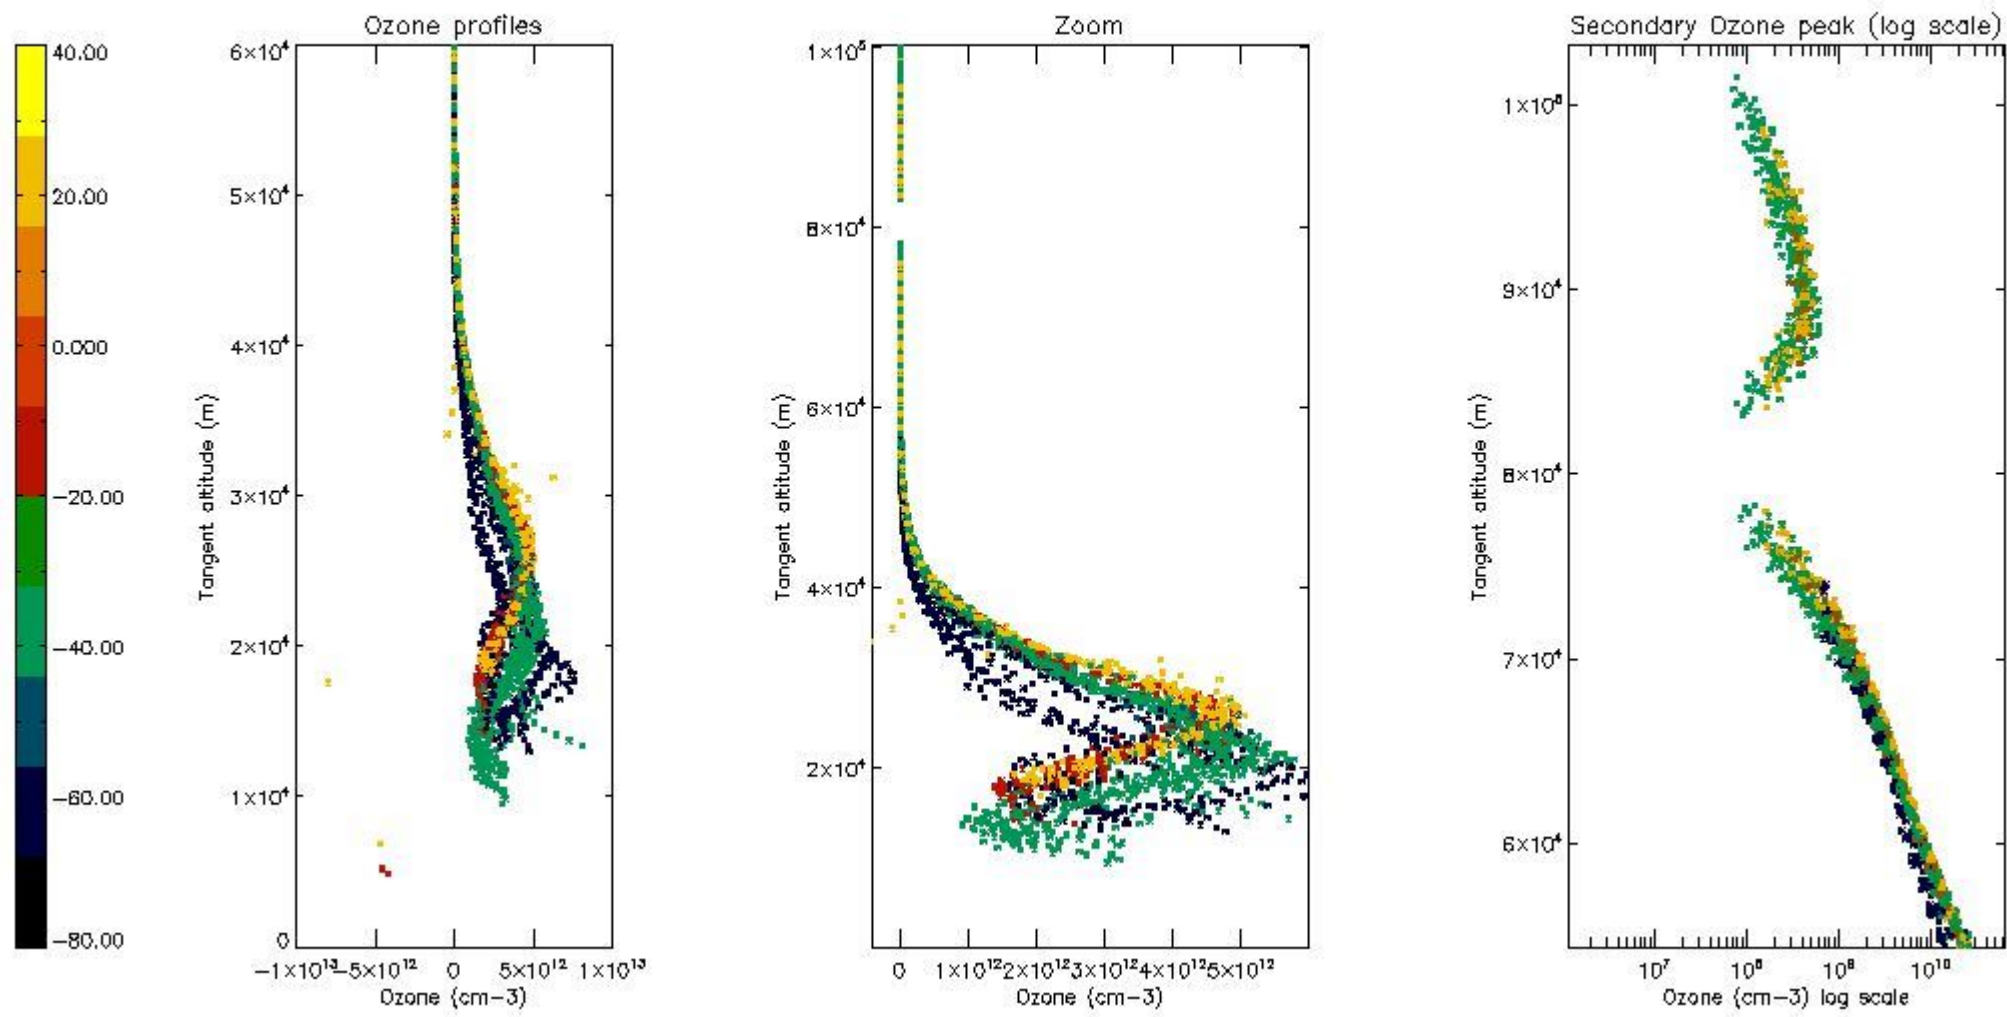 Ozone profiles
Zoom
Secondary Ozone peak (log scale)
40.00
20.00
0.000
−20.00
−40.00
−60.00
−80.00
6×10⁴
5×10⁴
4×10⁴
3×10⁴
2×10⁴
1×10⁴
0
Tangent altitude (m)
−1×10¹³ −5×10¹² 0 5×10¹² 1×10¹³
Ozone (cm−3)
1×10⁵
8×10⁴
6×10⁴
4×10⁴
2×10⁴
Tangent altitude (m)
0 1×10¹² 2×10¹² 3×10¹² 4×10¹² 5×10¹²
Ozone (cm−3)
1×10⁵
9×10⁴
8×10⁴
7×10⁴
6×10⁴
Tangent altitude (m)
10⁷ 10⁸ 10⁹ 10¹⁰
Ozone (cm−3) log scale